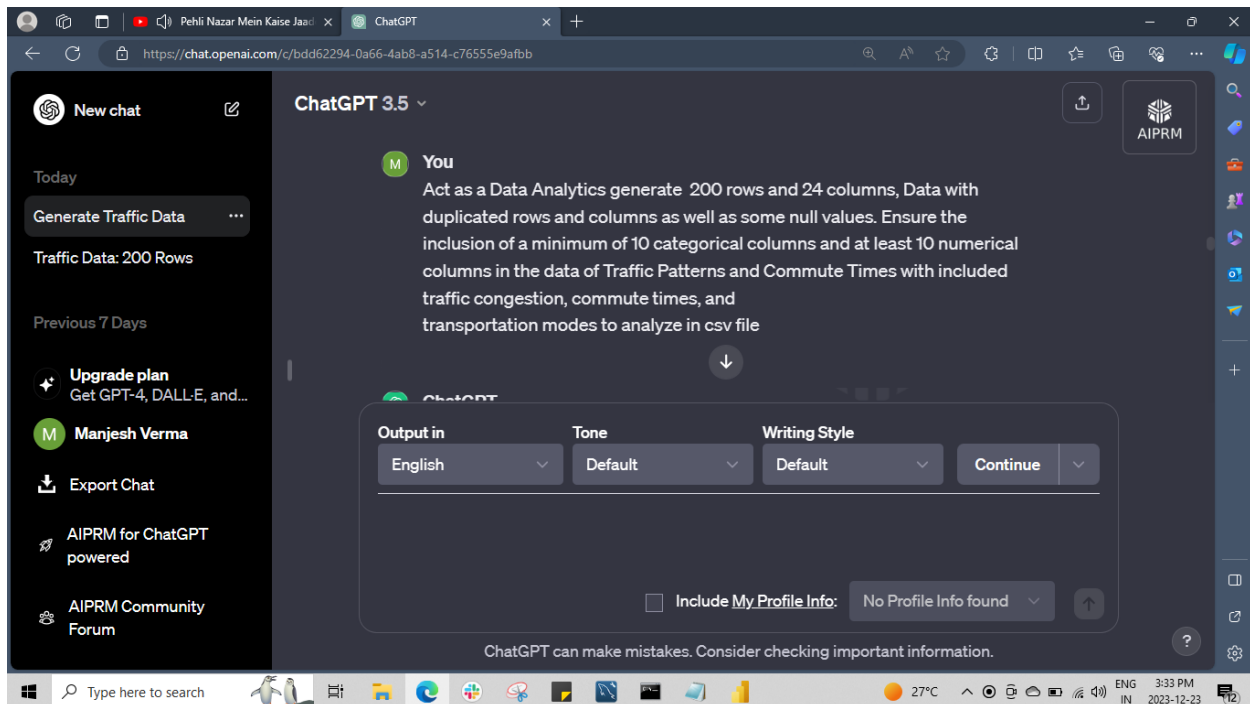 Pehli Nazar Mein Kaise Jaad
ChatGPT
https://chat.openai.com/c/bdd62294-0a66-4ab8-a514-c76555e9afbb
New chat
Today
Generate Traffic Data
Traffic Data: 200 Rows
Previous 7 Days
Upgrade plan
Get GPT-4, DALL·E, and...
M
Manjesh Verma
Export Chat
AIPRM for ChatGPT
powered
AIPRM Community
Forum
ChatGPT 3.5
AIPRM
M
You
Act as a Data Analytics generate 200 rows and 24 columns, Data with
duplicated rows and columns as well as some null values. Ensure the
inclusion of a minimum of 10 categorical columns and at least 10 numerical
columns in the data of Traffic Patterns and Commute Times with included
traffic congestion, commute times, and
transportation modes to analyze in csv file
ChatGPT
Output in
Tone
Writing Style
English
Default
Default
Continue
Include My Profile Info:
No Profile Info found
ChatGPT can make mistakes. Consider checking important information.
?
Type here to search
27°C
ENG
IN
3:33 PM
2023-12-23
12